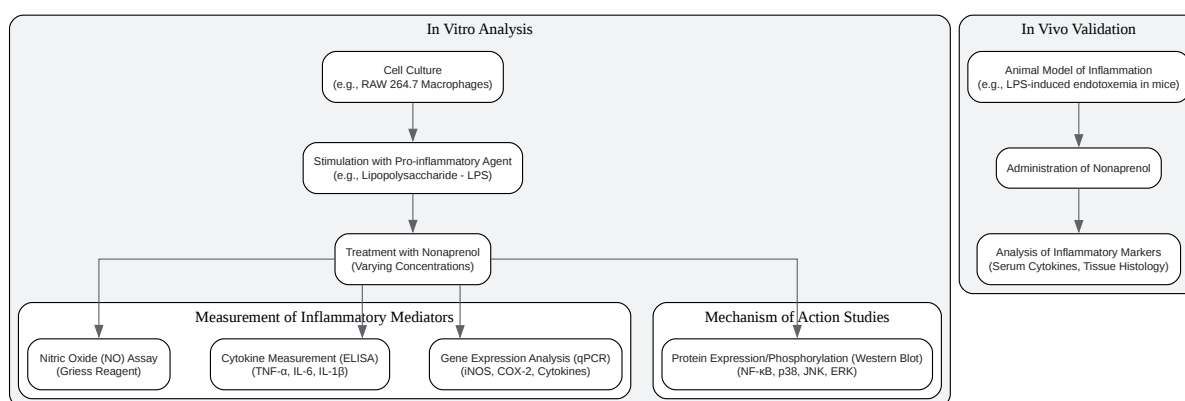 In Vitro Analysis
Cell Culture
(e.g., RAW 264.7 Macrophages)
Stimulation with Pro-inflammatory Agent
(e.g., Lipopolysaccharide - LPS)
Treatment with Nonaprenol
(Varying Concentrations)
Measurement of Inflammatory Mediators
Nitric Oxide (NO) Assay
(Griess Reagent)
Cytokine Measurement (ELISA)
(TNF-α, IL-6, IL-1β)
Gene Expression Analysis (qPCR)
(iNOS, COX-2, Cytokines)
Mechanism of Action Studies
Protein Expression/Phosphorylation (Western Blot)
(NF-κB, p38, JNK, ERK)
In Vivo Validation
Animal Model of Inflammation
(e.g., LPS-induced endotoxemia in mice)
Administration of Nonaprenol
Analysis of Inflammatory Markers
(Serum Cytokines, Tissue Histology)